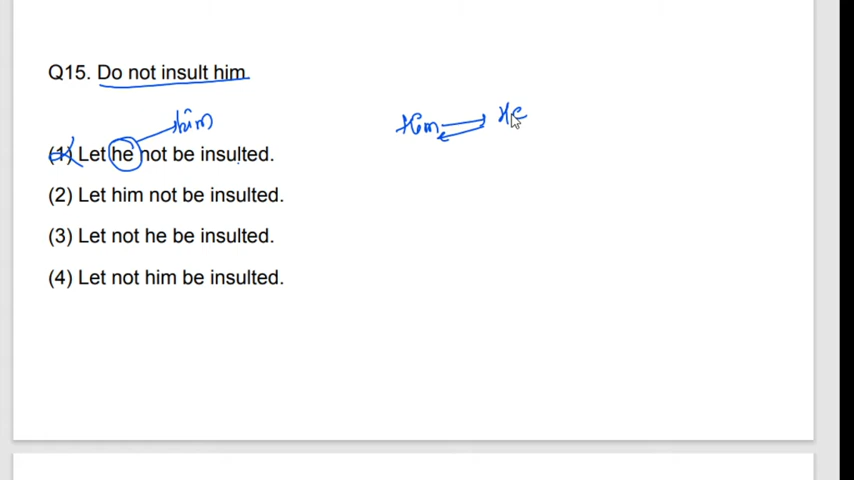 Q15. Do not insult him
him
Him He
(1) Let he not be insulted.
(2) Let him not be insulted.
(3) Let not he be insulted.
(4) Let not him be insulted.